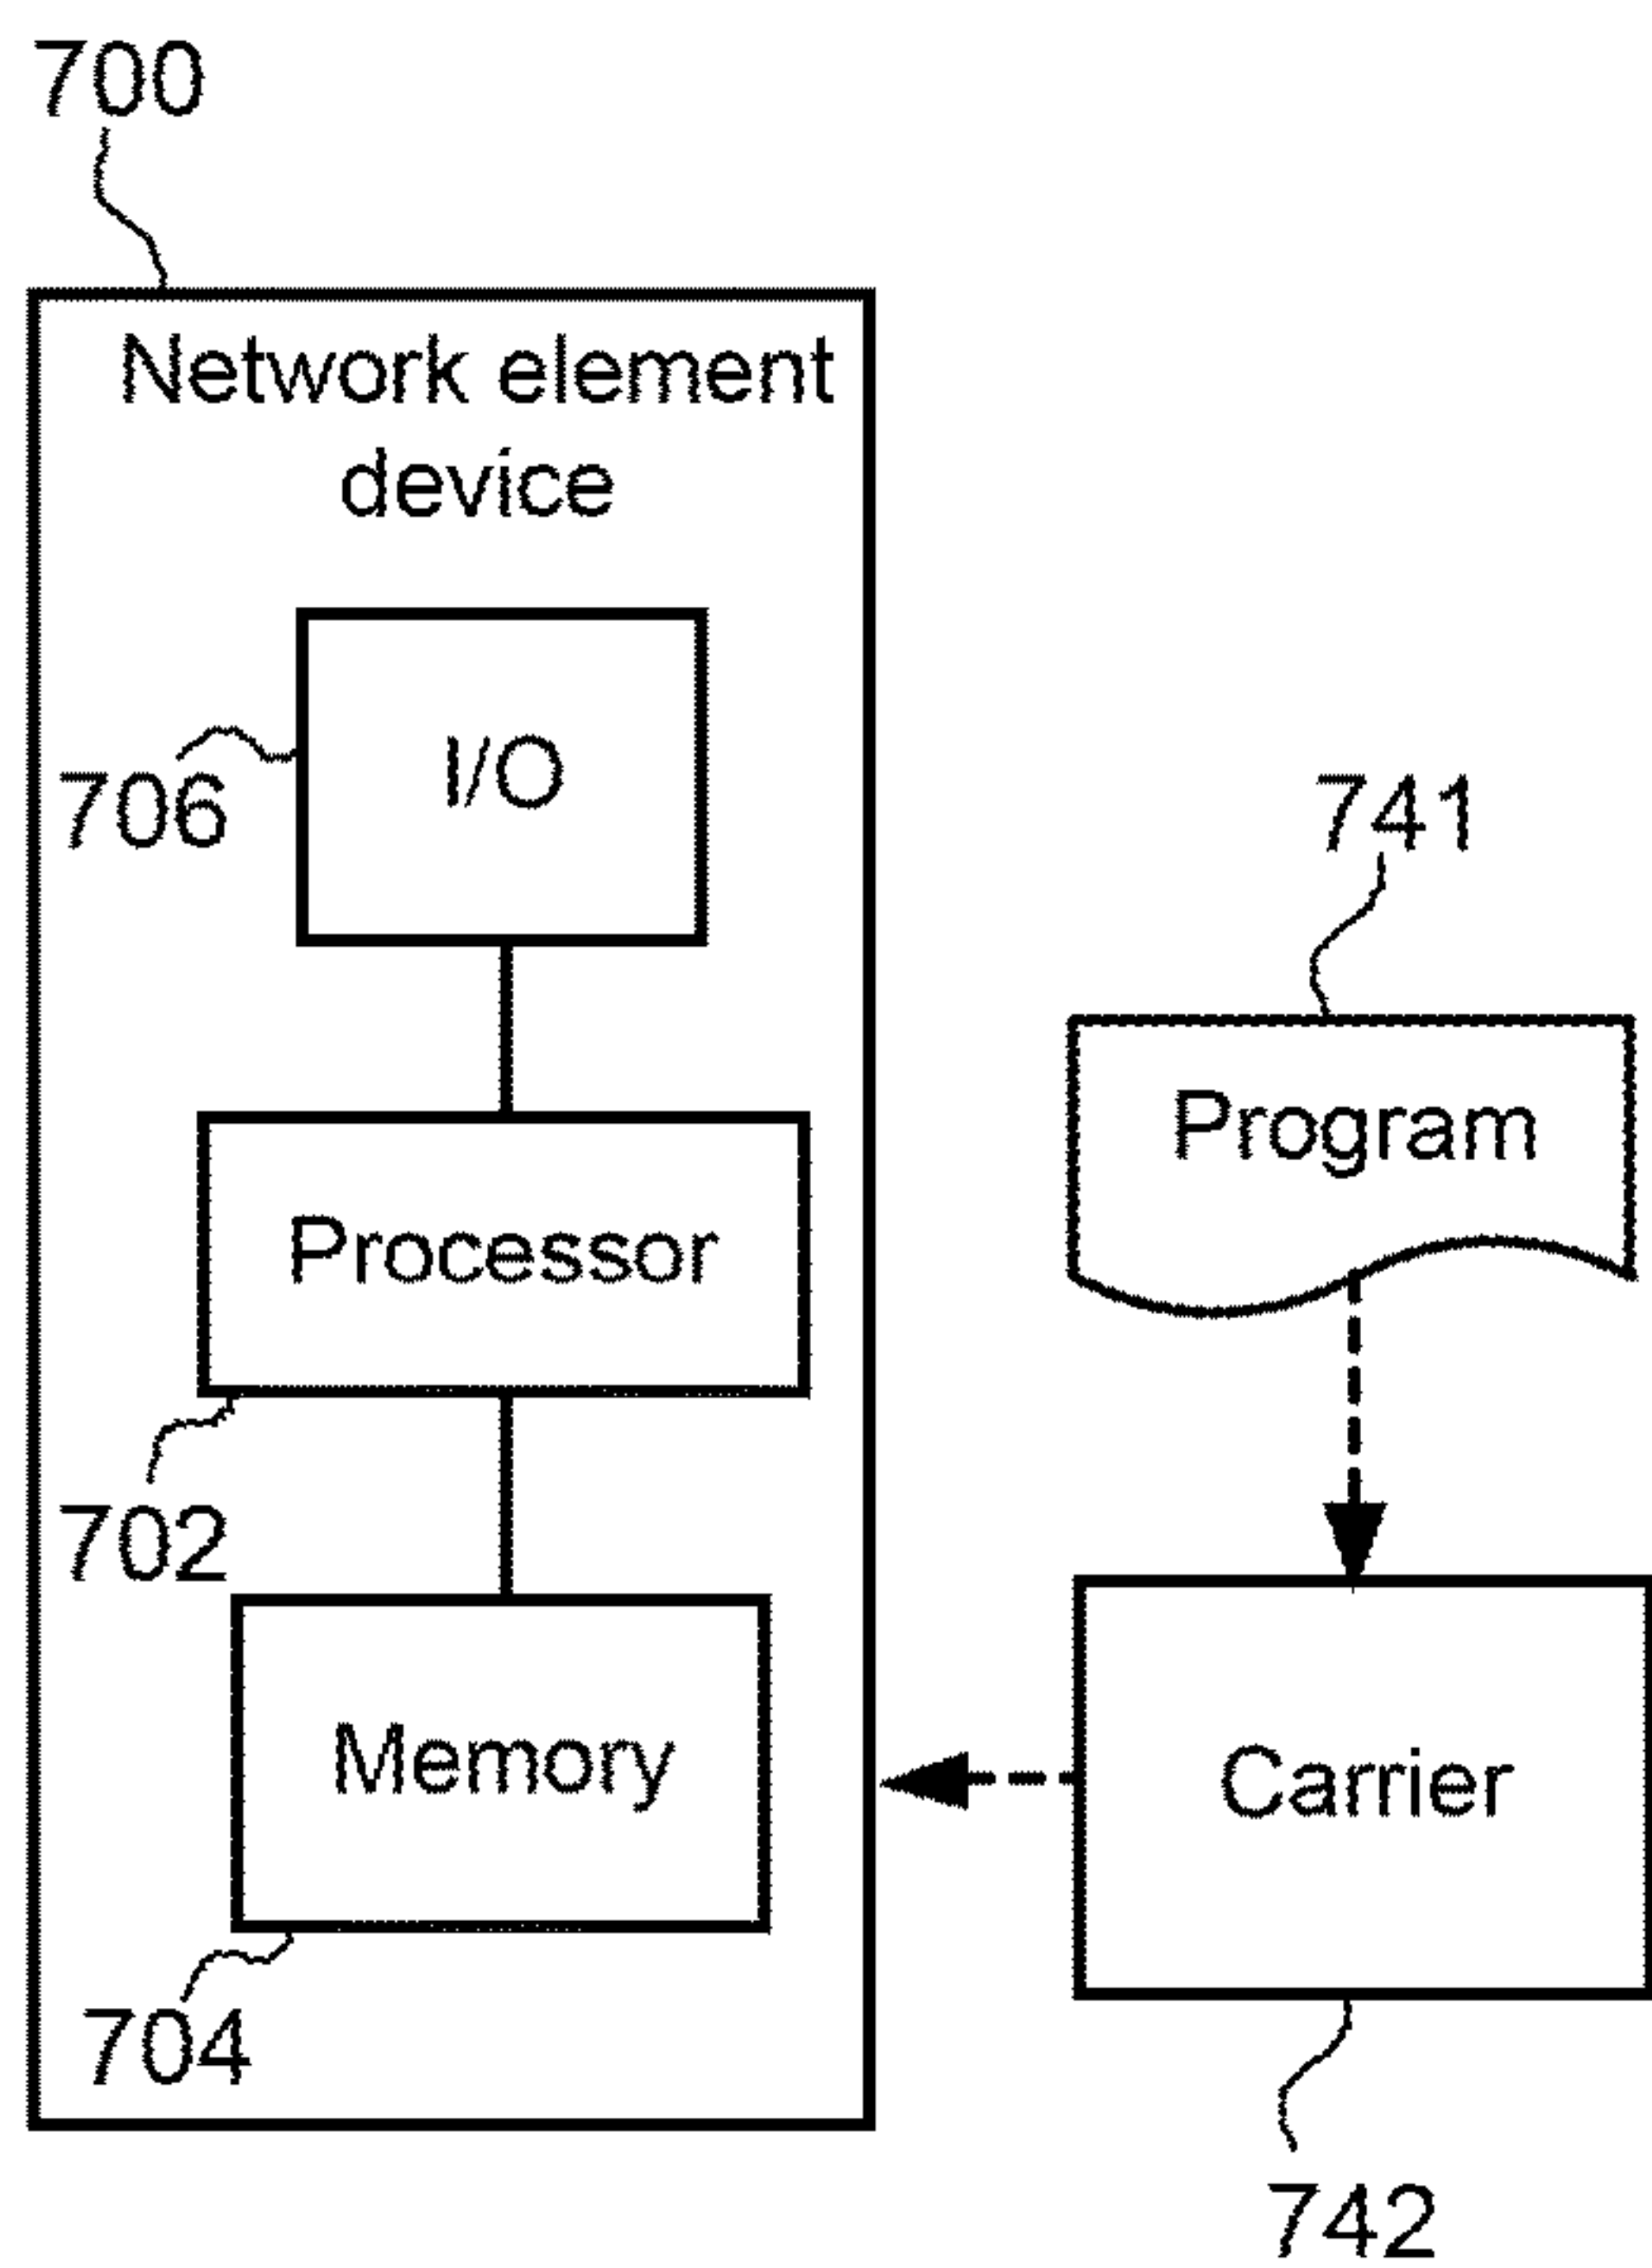 700
Network element
device
I/O
706
741
Program
Processor
702
Memory
Carrier
704
742